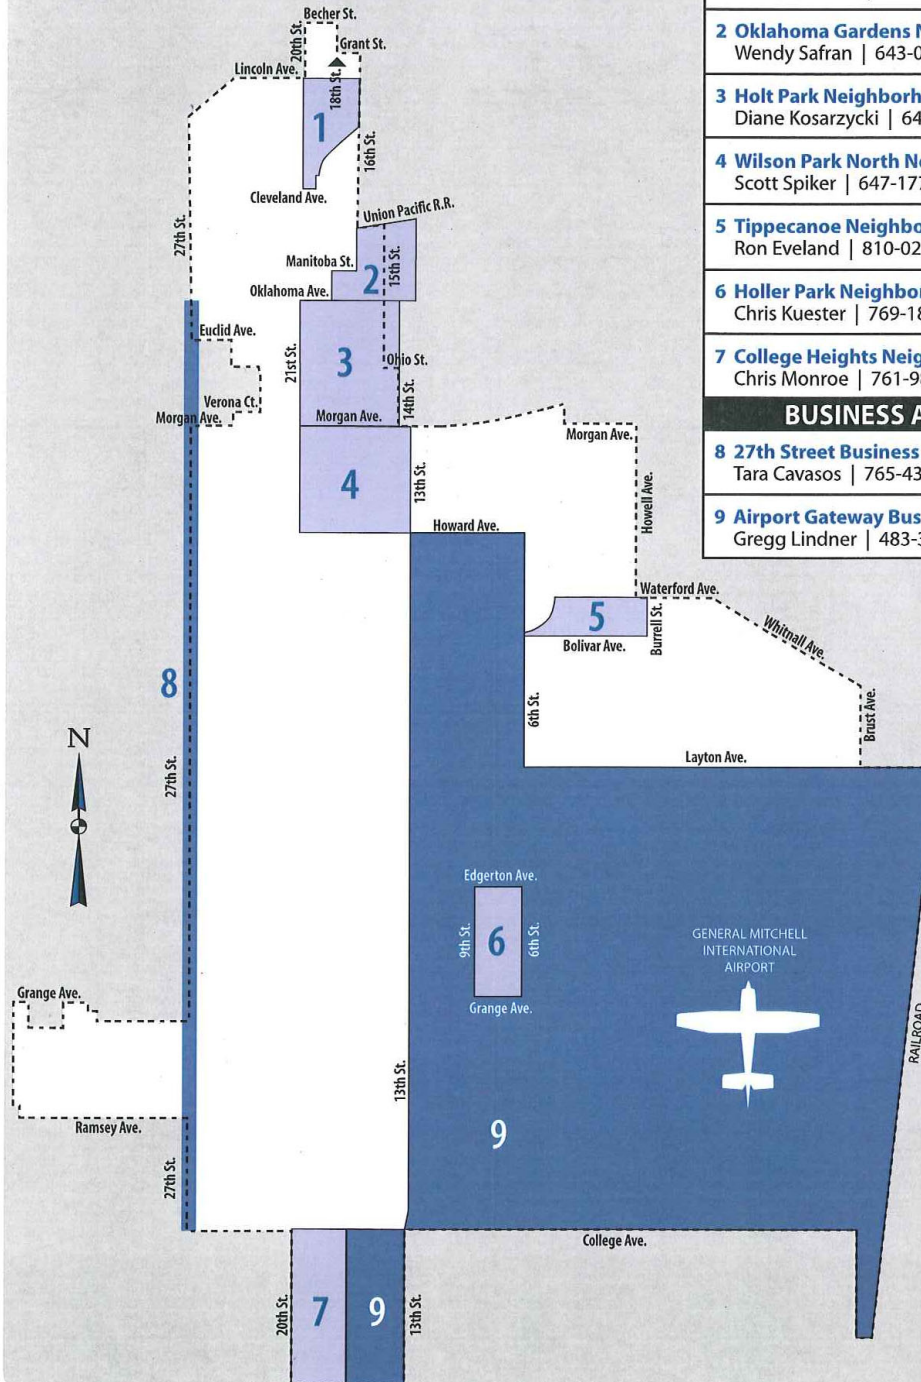 Becher St.
20th St.
Grant St.
Lincoln Ave.
18th St.
1
16th St.
Cleveland Ave.
27th St.
Union Pacific R.R.
Manitoba St.
2
15th St.
Oklahoma Ave.
Euclid Ave.
21st St.
3
Ohio St.
Verona Ct.
14th St.
Morgan Ave.
Morgan Ave.
Morgan Ave.
4
13th St.
Howell Ave.
Howard Ave.
Waterford Ave.
5
Burrell St.
Bolivar Ave.
Whitnall Ave.
8
6th St.
Brust Ave.
N
27th St.
Layton Ave.
Edgerton Ave.
9th St.
6
6th St.
Grange Ave.
GENERAL MITCHELL
INTERNATIONAL
AIRPORT
Grange Ave.
RAILROAD
13th St.
Ramsey Ave.
9
27th St.
College Ave.
20th St.
7
9
13th St.
2 Oklahoma Gardens N
Wendy Safran | 643-0
3 Holt Park Neighborh
Diane Kosarzycki | 64
4 Wilson Park North Ne
Scott Spiker | 647-177
5 Tippecanoe Neighbo
Ron Eveland | 810-02
6 Holler Park Neighbor
Chris Kuester | 769-18
7 College Heights Neig
Chris Monroe | 761-9
BUSINESS A
8 27th Street Business
Tara Cavasos | 765-43
9 Airport Gateway Bus
Gregg Lindner | 483-3